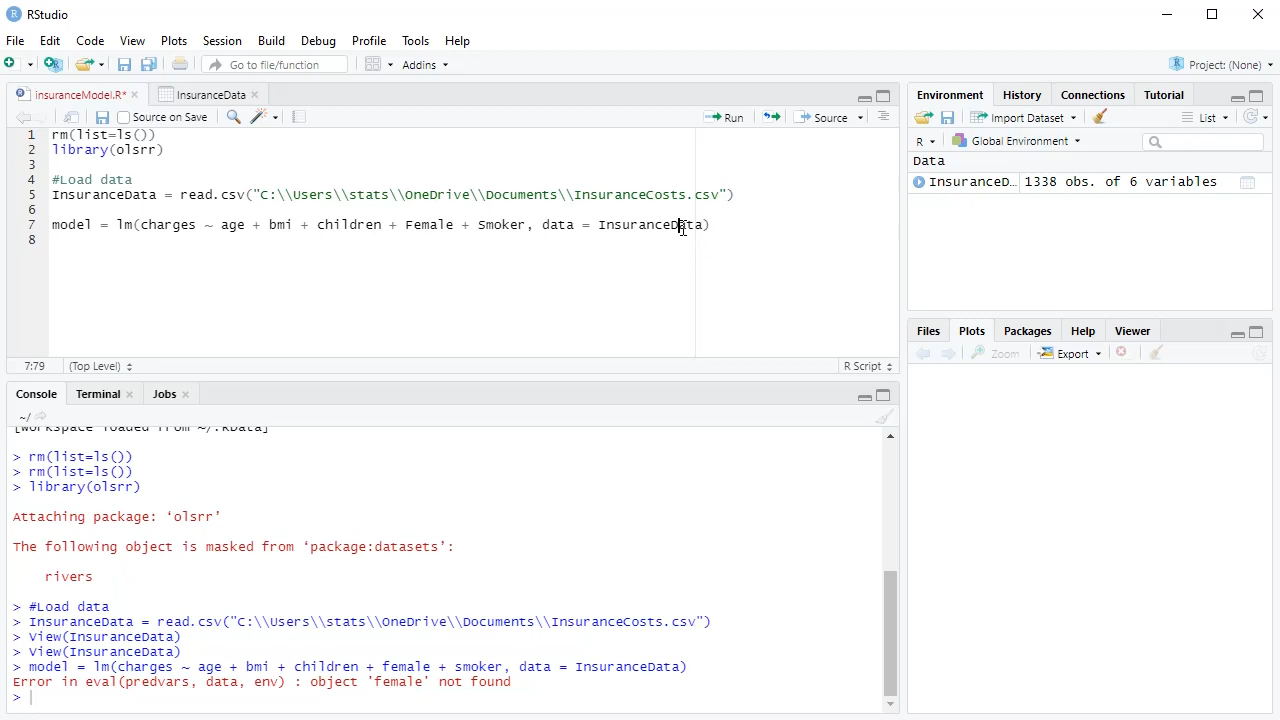 RStudio
File Edit Code View Plots Session Build Debug Profile Tools Help
Go to file/function Addins Project: (None)
insuranceModel.R* InsuranceData
Source on Save Run Source
1 rm(list=ls())
2 library(olsrr)
3
4 #Load data
5 InsuranceData = read.csv("C:\\Users\\stats\\OneDrive\\Documents\\InsuranceCosts.csv")
6
7 model = lm(charges ~ age + bmi + children + Female + Smoker, data = InsuranceData)
8
7:79 (Top Level) R Script
Console Terminal Jobs
~/
[Workspace loaded from ~/.RData]
> rm(list=ls())
> rm(list=ls())
> library(olsrr)
Attaching package: ‘olsrr’
The following object is masked from ‘package:datasets’:
rivers
> #Load data
> InsuranceData = read.csv("C:\\Users\\stats\\OneDrive\\Documents\\InsuranceCosts.csv")
> View(InsuranceData)
> View(InsuranceData)
> model = lm(charges ~ age + bmi + children + female + smoker, data = InsuranceData)
Error in eval(predvars, data, env) : object 'female' not found
>
Environment History Connections Tutorial
Import Dataset List
R Global Environment
Data
InsuranceD… 1338 obs. of 6 variables
Files Plots Packages Help Viewer
Zoom Export